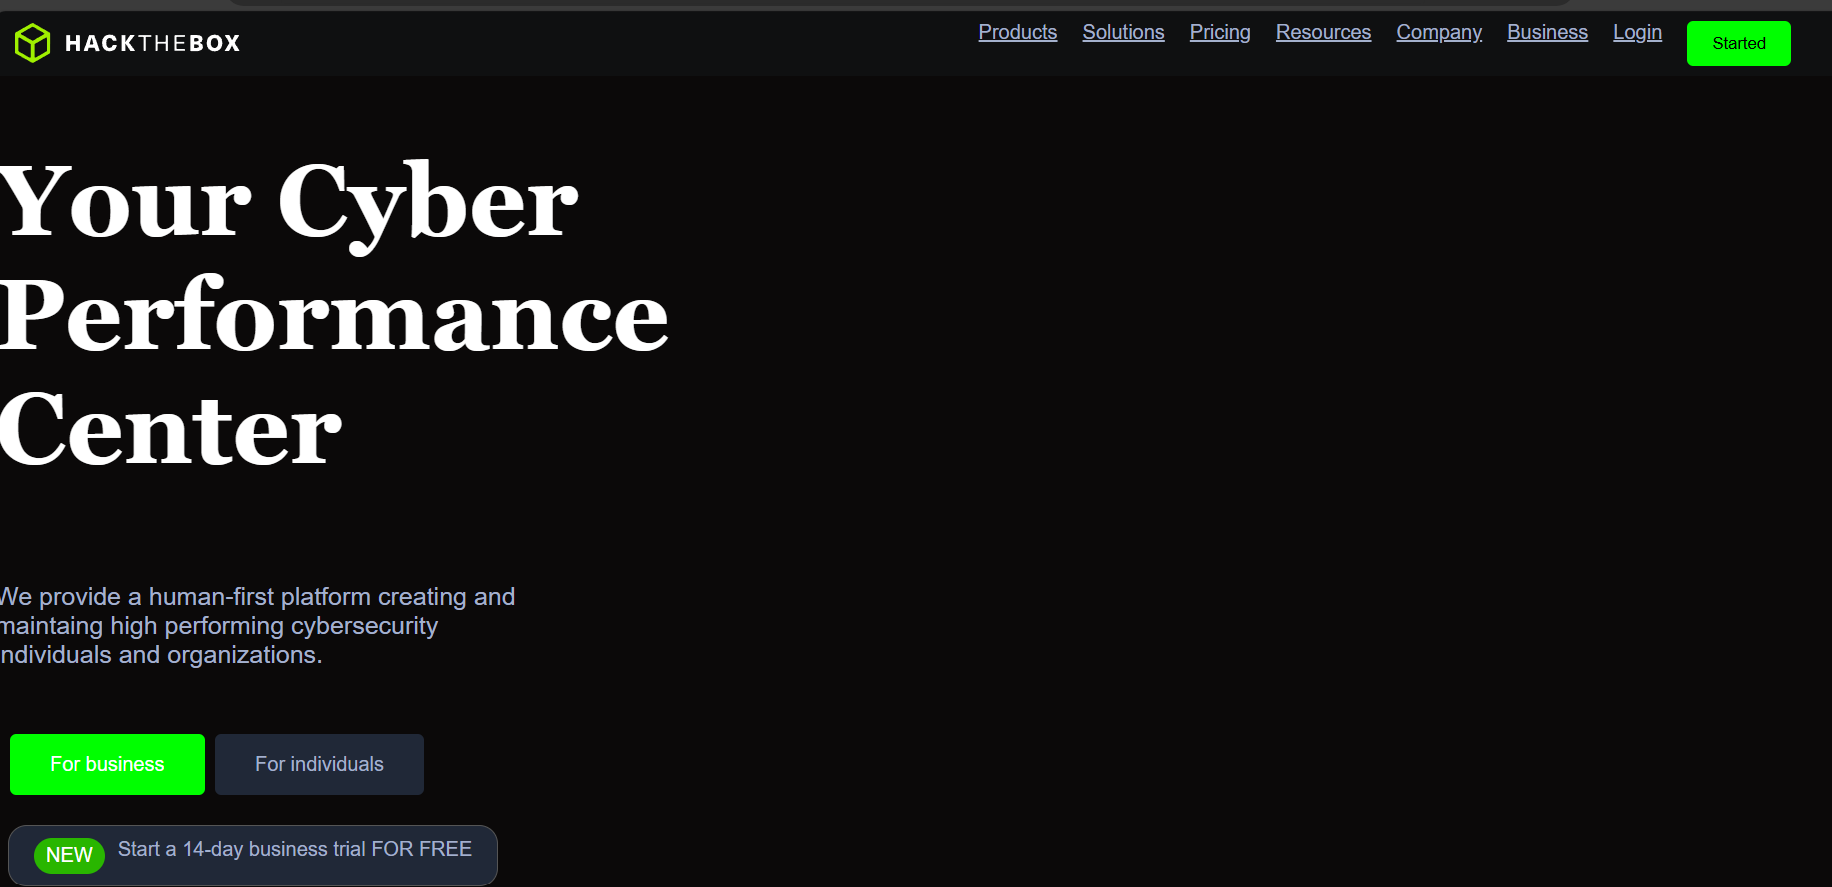 HACKTHEBOX
Products Solutions Pricing Resources Company Business Login Started
Your Cyber
Performance
Center
We provide a human-first platform creating and
maintaing high performing cybersecurity
individuals and organizations.
For business For individuals
NEW Start a 14-day business trial FOR FREE